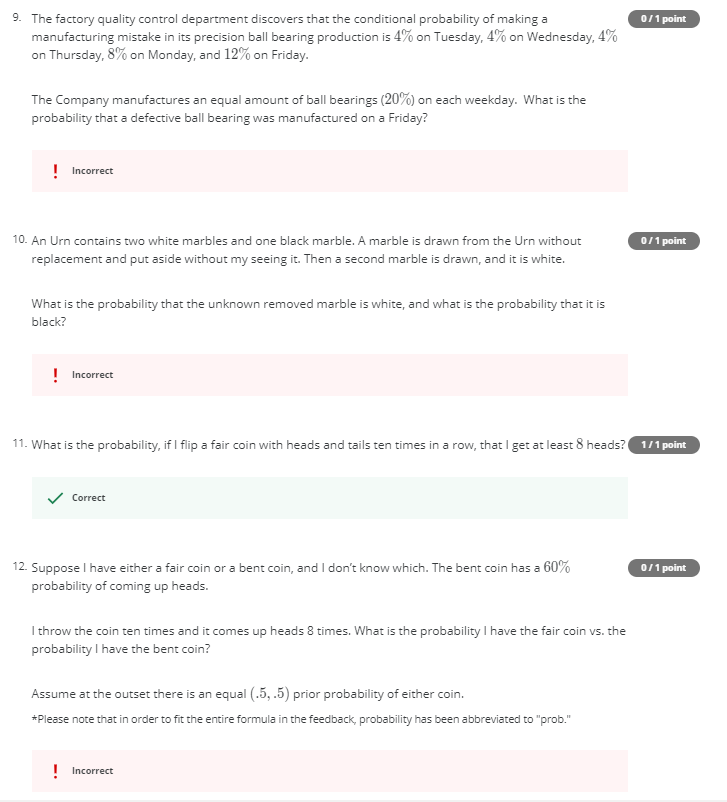 9. The factory quality control department discovers that the conditional probability of making a 0 / 1 point
manufacturing mistake in its precision ball bearing production is 4% on Tuesday, 4% on Wednesday, 4%
on Thursday, 8% on Monday, and 12% on Friday.
The Company manufactures an equal amount of ball bearings (20%) on each weekday. What is the
probability that a defective ball bearing was manufactured on a Friday?
! Incorrect
10. An Urn contains two white marbles and one black marble. A marble is drawn from the Urn without 0 / 1 point
replacement and put aside without my seeing it. Then a second marble is drawn, and it is white.
What is the probability that the unknown removed marble is white, and what is the probability that it is
black?
! Incorrect
11. What is the probability, if I flip a fair coin with heads and tails ten times in a row, that I get at least 8 heads? 1 / 1 point
Correct
12. Suppose I have either a fair coin or a bent coin, and I don't know which. The bent coin has a 60% 0 / 1 point
probability of coming up heads.
I throw the coin ten times and it comes up heads 8 times. What is the probability I have the fair coin vs. the
probability I have the bent coin?
Assume at the outset there is an equal (.5, .5) prior probability of either coin.
*Please note that in order to fit the entire formula in the feedback, probability has been abbreviated to "prob."
! Incorrect